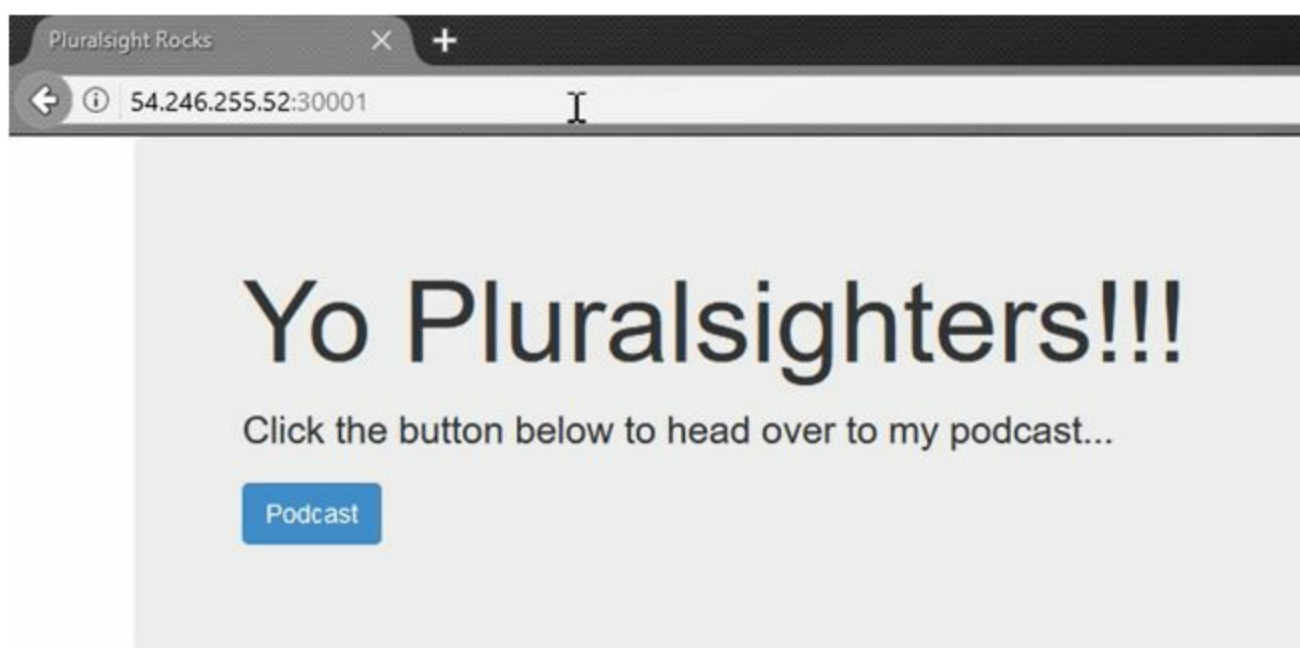 Pluralsight Rocks
54.246.255.52:30001
Yo Pluralsighters!!!
Click the button below to head over to my podcast...
Podcast